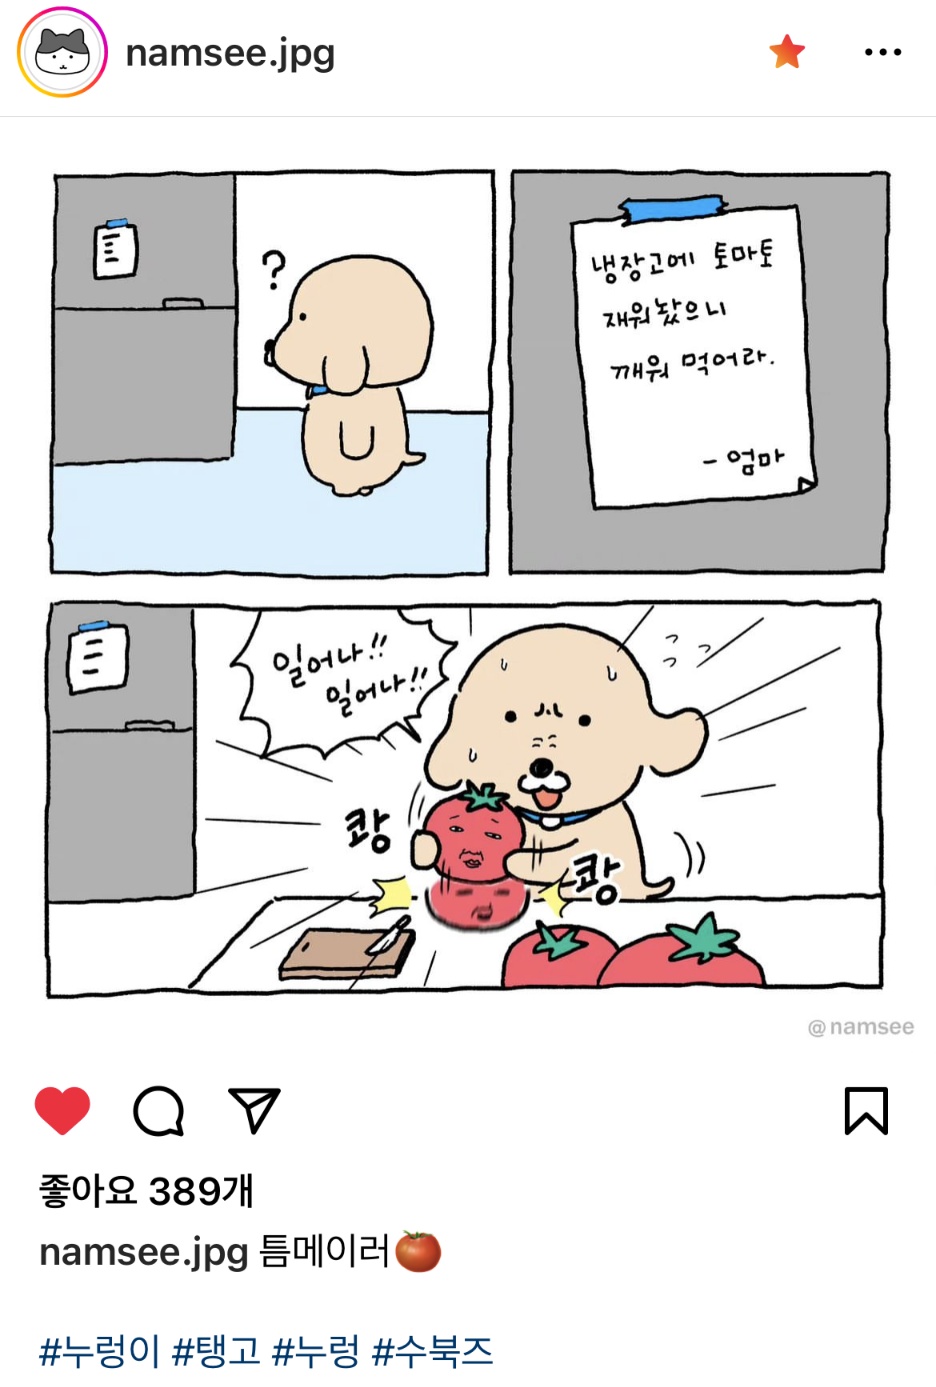 namsee.jpg
?
냉장고에 토마토
재워놨으니
깨워 먹어라.
- 엄마
일어나!!
일어나!!
쾅
쾅
@namsee
좋아요 389개
namsee.jpg 틈메이러🍅
#누렁이 #탱고 #누렁 #수북즈